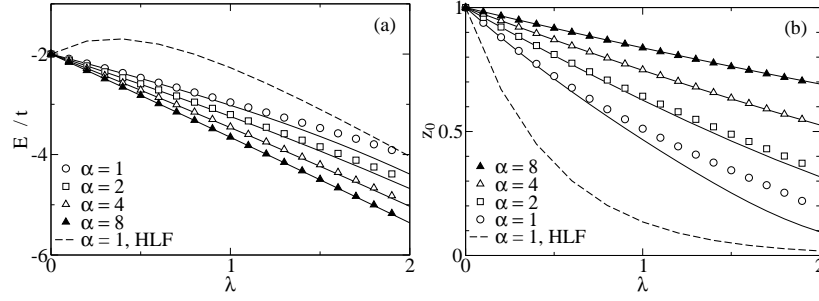 (a)
-2
-4
-6
E / t
α = 1
α = 2
α = 4
α = 8
α = 1, HLF
0
1
2
λ
(b)
1
0.5
0
z0
α = 8
α = 4
α = 2
α = 1
α = 1, HLF
0
1
2
λ